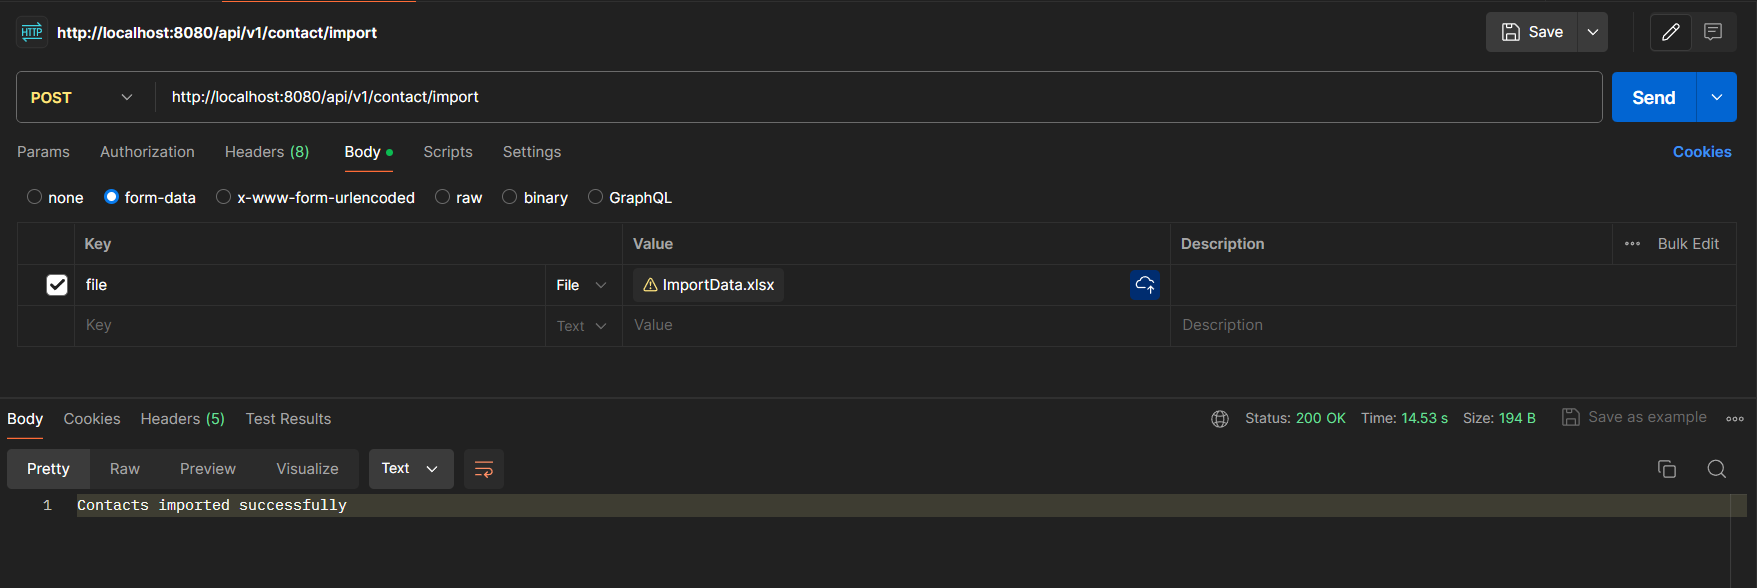 HTTP http://localhost:8080/api/v1/contact/import Save
POST http://localhost:8080/api/v1/contact/import Send
Params Authorization Headers (8) Body Scripts Settings Cookies
none form-data x-www-form-urlencoded raw binary GraphQL
Key Value Description Bulk Edit
file File ImportData.xlsx
Key Text Value Description
Body Cookies Headers (5) Test Results Status: 200 OK Time: 14.53 s Size: 194 B Save as example
Pretty Raw Preview Visualize Text
1 Contacts imported successfully